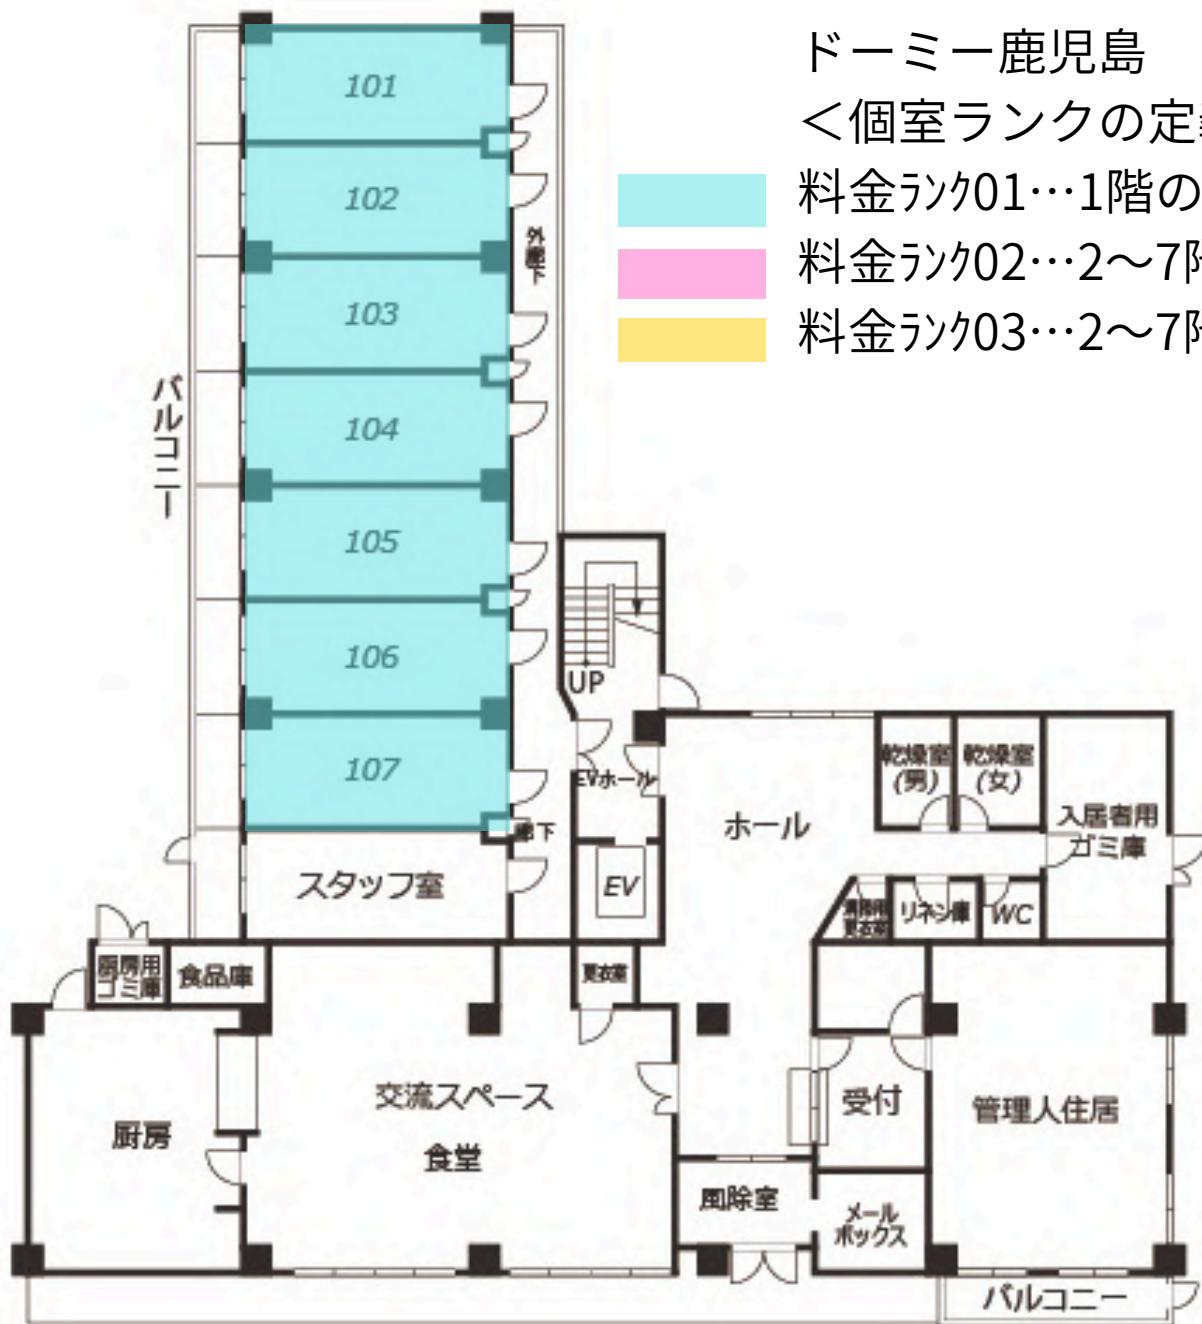 ドーミー鹿児島
＜個室ランクの定
料金ﾗﾝｸ01…1階の
料金ﾗﾝｸ02…2～7階
料金ﾗﾝｸ03…2～7階
101
102
103
104
105
106
107
外廊下
バルコニー
UP
EVホール
廊下
EV
スタッフ室
ホール
乾燥室
(男)
乾燥室
(女)
入居者用
ゴミ庫
清掃用
更衣室
リネン庫
WC
厨房用
ゴミ庫
食品庫
更衣室
厨房
交流スペース
食堂
受付
管理人住居
風除室
メール
ボックス
バルコニー